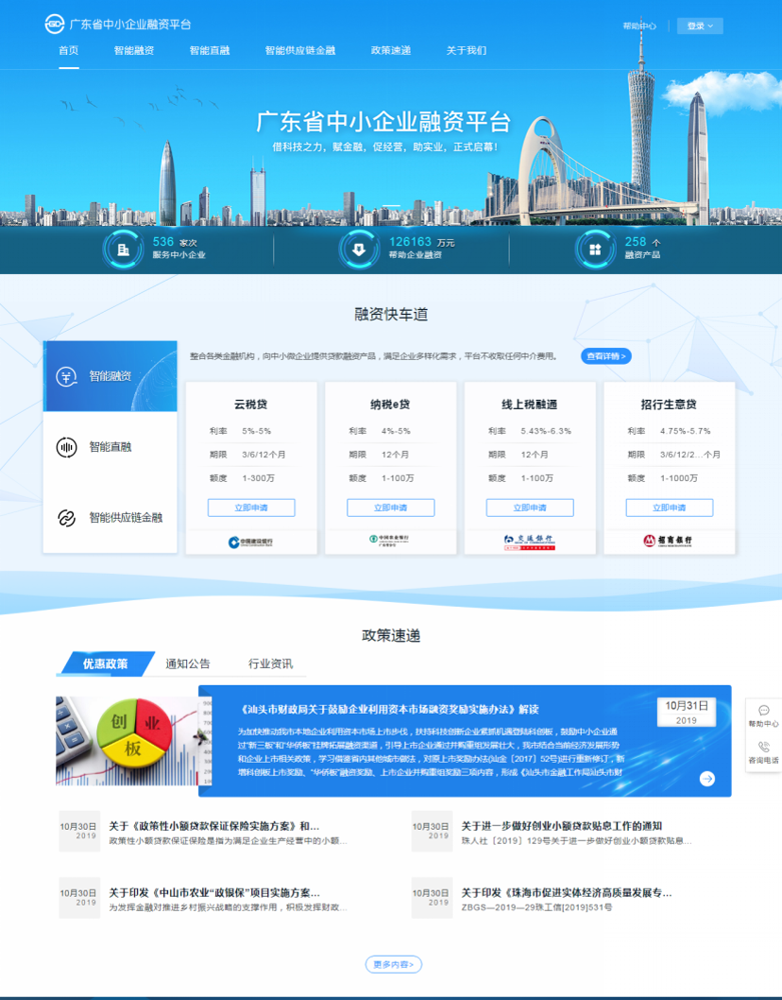 广东省中小企业融资平台
帮助中心
登录
首页 智能融资 智能直融 智能供应链金融 政策速递 关于我们
广东省中小企业融资平台
借科技之力，赋金融，促经营，助实业，正式启幕！
536 家次
服务中小企业
126163 万元
帮助企业融资
258 个
融资产品
融资快车道
智能融资
智能直融
智能供应链金融
整合各类金融机构，向中小微企业提供贷款融资产品，满足企业多样化需求，平台不收取任何中介费用。
查看详情 >
云税贷
利率 5%-5%
期限 3/6/12个月
额度 1-300万
立即申请
中国建设银行
纳税e贷
利率 4%-5%
期限 12个月
额度 1-100万
立即申请
中国农业银行
线上税融通
利率 5.43%-6.3%
期限 12个月
额度 1-100万
立即申请
交通银行
招行生意贷
利率 4.75%-5.7%
期限 3/6/12/2...个月
额度 1-1000万
立即申请
招商银行
政策速递
优惠政策 通知公告 行业资讯
创
业
板
《汕头市财政局关于鼓励企业利用资本市场融资奖励实施办法》解读
为加快推动我市本地企业利用资本市场上市步伐，扶持科技创新企业紧抓机遇登陆科创板，鼓励中小企业通
过“新三板”和“华侨板”挂牌拓展融资渠道，引导上市企业通过并购重组发展壮大，我市结合当前经济发展形势
和企业上市相关政策，学习借鉴省内其他城市做法，对原上市奖励办法(汕金〔2017〕52号)进行重新修订，新
增科创板上市奖励、“华侨板”融资奖励、上市企业并购重组奖励三项内容，形成《汕头市金融工作局汕头市财
10月31日
2019
帮助中心
咨询电话
10月30日
2019
关于《政策性小额贷款保证保险实施方案》和...
政策性小额贷款保证保险是指为满足企业生产经营中的小额...
10月30日
2019
关于进一步做好创业小额贷款贴息工作的通知
珠人社〔2019〕129号关于进一步做好创业小额贷款贴息...
10月30日
2019
关于印发《中山市农业“政银保”项目实施方案...
为发挥金融对推进乡村振兴战略的支撑作用，积极发挥财政...
10月30日
2019
关于印发《珠海市促进实体经济高质量发展专...
ZBGS—2019—29珠工信[2019]531号
更多内容>